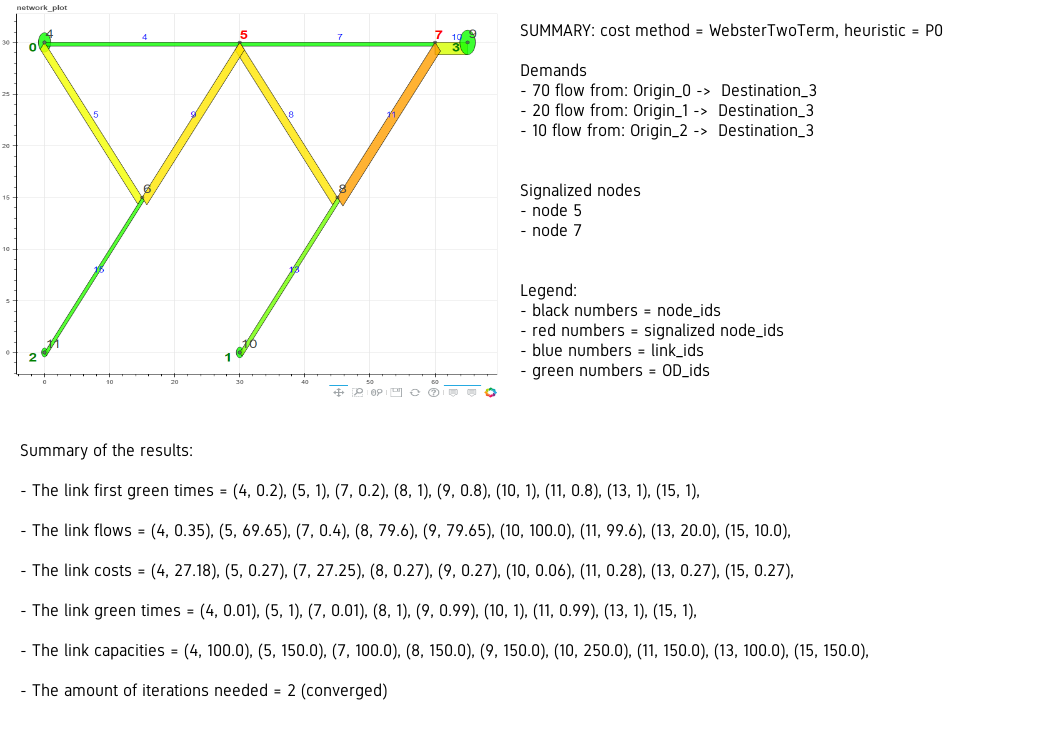 network_plot
4
5
7
9
0
4
7
10
3
30
25
5
9
8
11
20
6
8
15
10
15
13
5
11
10
0
2
1
0
10
20
30
40
50
60
SUMMARY: cost method = WebsterTwoTerm, heuristic = P0
Demands
- 70 flow from: Origin_0 -> Destination_3
- 20 flow from: Origin_1 -> Destination_3
- 10 flow from: Origin_2 -> Destination_3
Signalized nodes
- node 5
- node 7
Legend:
- black numbers = node_ids
- red numbers = signalized node_ids
- blue numbers = link_ids
- green numbers = OD_ids
Summary of the results:
- The link first green times = (4, 0.2), (5, 1), (7, 0.2), (8, 1), (9, 0.8), (10, 1), (11, 0.8), (13, 1), (15, 1),
- The link flows = (4, 0.35), (5, 69.65), (7, 0.4), (8, 79.6), (9, 79.65), (10, 100.0), (11, 99.6), (13, 20.0), (15, 10.0),
- The link costs = (4, 27.18), (5, 0.27), (7, 27.25), (8, 0.27), (9, 0.27), (10, 0.06), (11, 0.28), (13, 0.27), (15, 0.27),
- The link green times = (4, 0.01), (5, 1), (7, 0.01), (8, 1), (9, 0.99), (10, 1), (11, 0.99), (13, 1), (15, 1),
- The link capacities = (4, 100.0), (5, 150.0), (7, 100.0), (8, 150.0), (9, 150.0), (10, 250.0), (11, 150.0), (13, 100.0), (15, 150.0),
- The amount of iterations needed = 2 (converged)